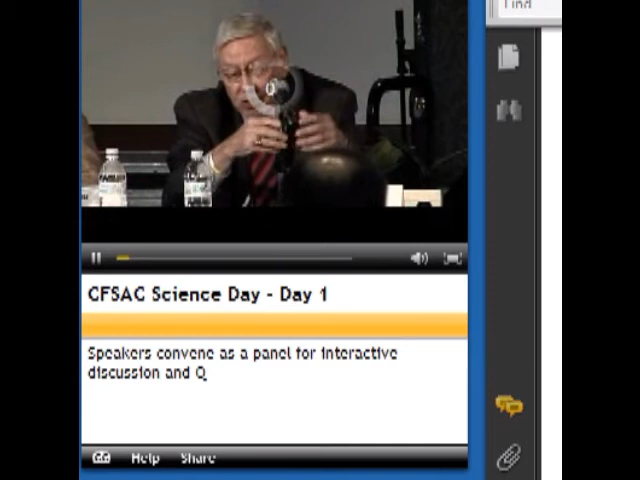 Find
CFSAC Science Day - Day 1
Speakers convene as a panel for interactive
discussion and Q
Help Share